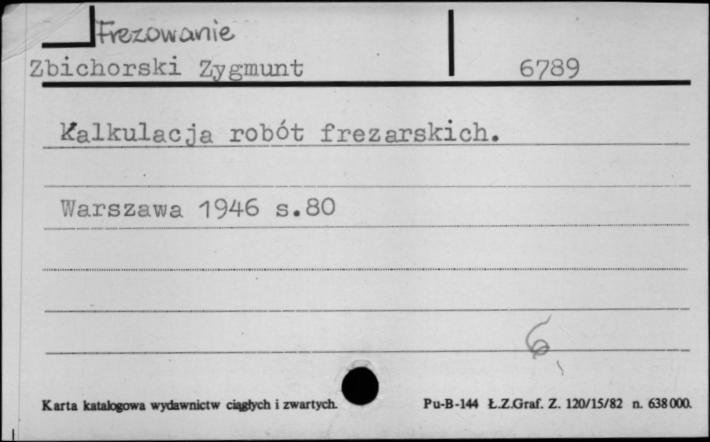 Frezowanie
Zbichorski Zygmunt 6789
Kalkulacja robót frezarskich.
Warszawa 1946 s.80
6
Karta katalogowa wydawnictw ciągłych i zwartych. Pu-B-144 Ł.Z.Graf. Z. 120/15/82 n. 638000.